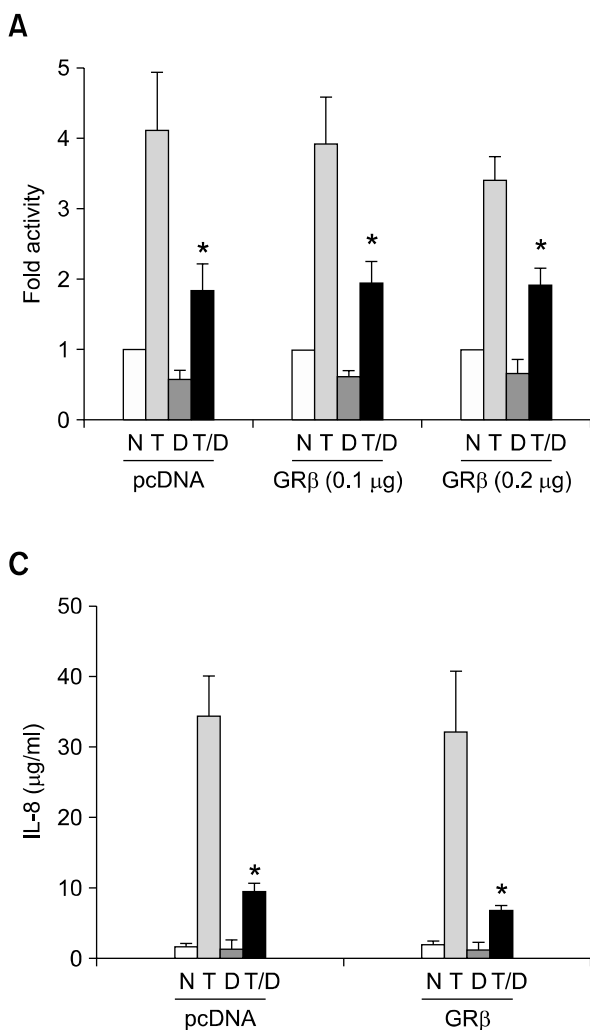 A
5
4
3
2
1
0
Fold activity
* * *
N T D T/D N T D T/D N T D T/D
pcDNA GRβ (0.1 μg) GRβ (0.2 μg)
C
50
40
30
20
10
0
IL-8 (μg/ml)
* *
N T D T/D N T D T/D
pcDNA GRβ